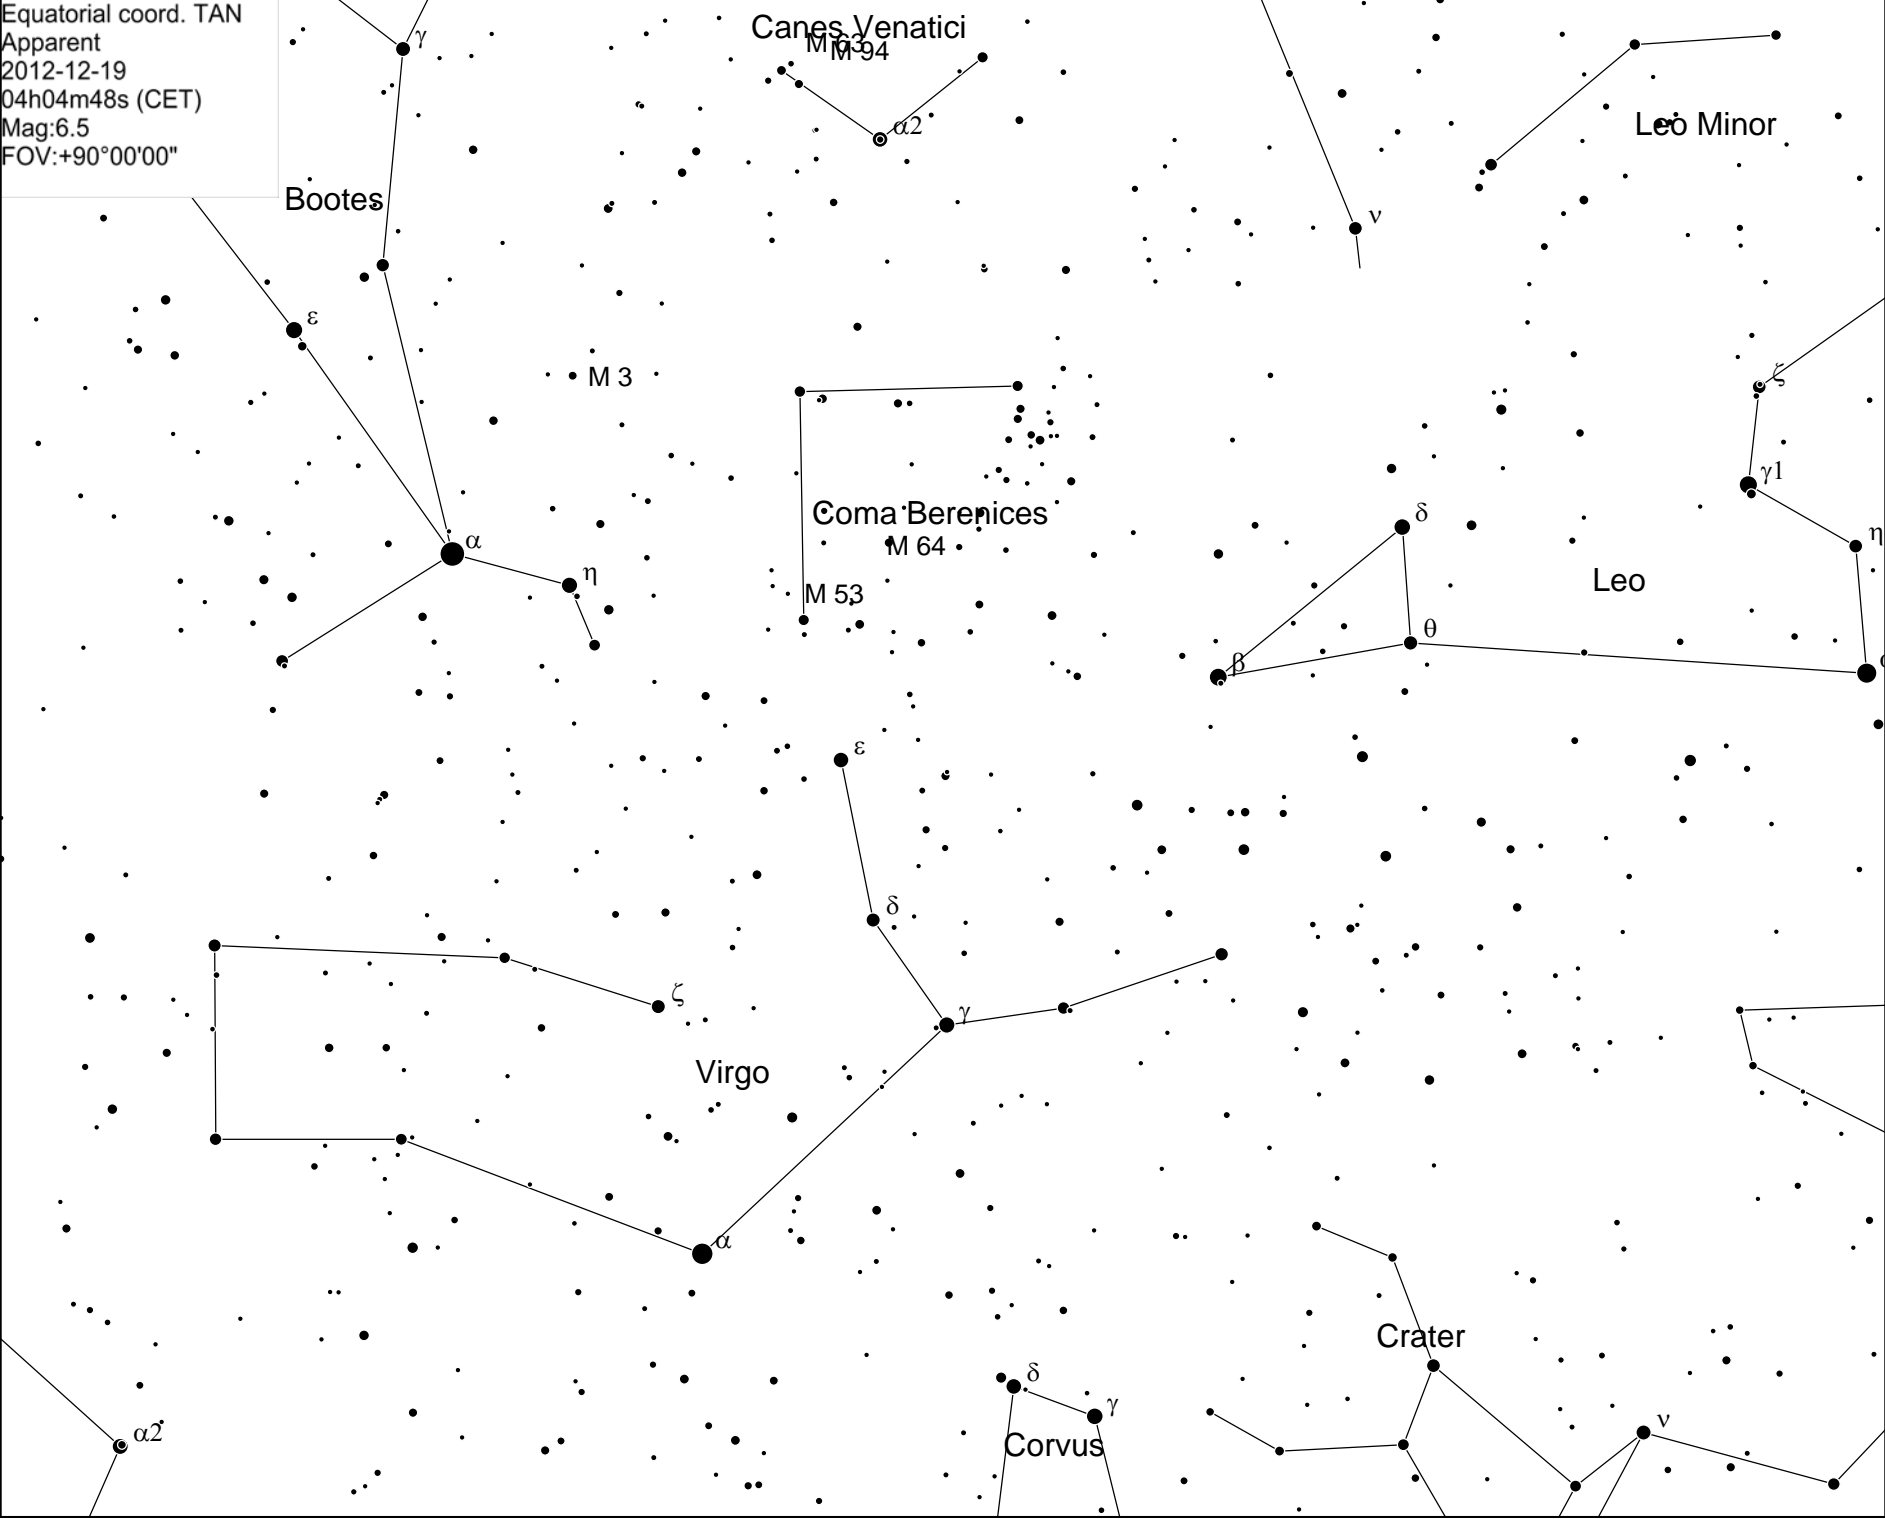 Equatorial coord. TAN
Apparent
2012-12-19
04h04m48s (CET)
Mag:6.5
FOV:+90°00'00"
γ
Canes Venatici
M 63
M 94
α2
Leo Minor
Bootes
ν
ε
M 3
ζ
γ1
Coma Berenices
δ
α
M 64
η
η
Leo
M 53
θ
β
ε
δ
ζ
γ
Virgo
α
Crater
δ
γ
ν
α2
Corvus